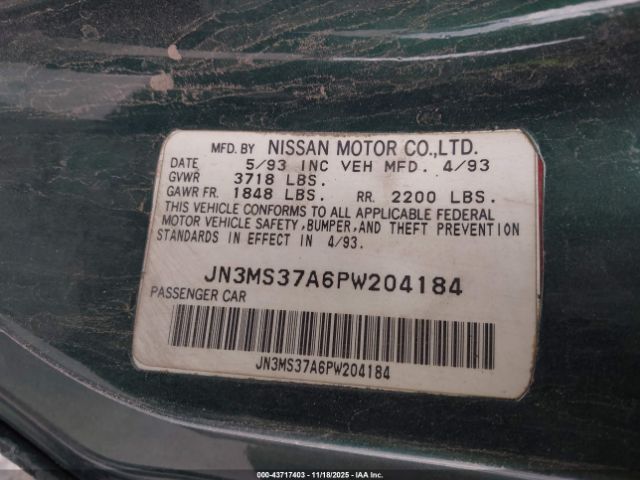 MFD. BY NISSAN MOTOR CO.,LTD.
DATE 5/93 INC VEH MFD. 4/93
GVWR 3718 LBS.
GAWR FR. 1848 LBS. RR. 2200 LBS.
THIS VEHICLE CONFORMS TO ALL APPLICABLE FEDERAL
MOTOR VEHICLE SAFETY,BUMPER,AND THEFT PREVENTION
STANDARDS IN EFFECT IN 4/93.
JN3MS37A6PW204184
PASSENGER CAR
JN3MS37A6PW204184
000-43717403 - 11/18/2025 - IAA Inc.